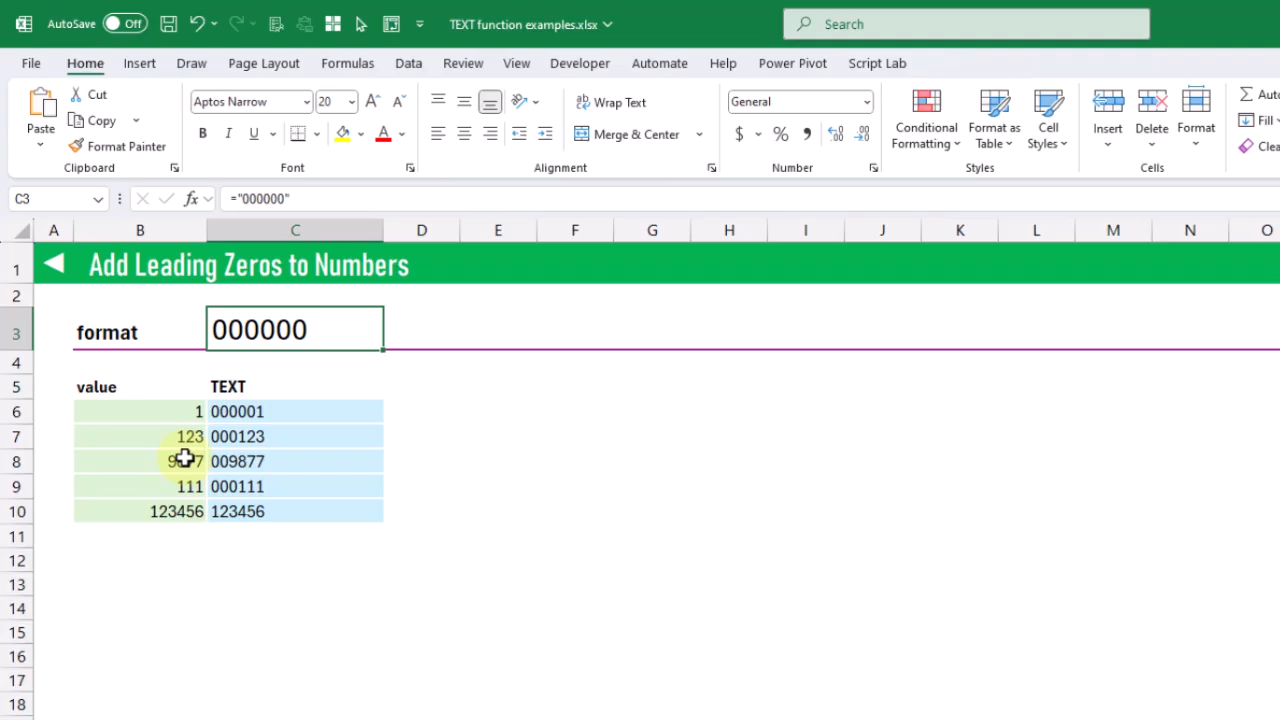 AutoSave Off TEXT function examples.xlsx Search
File Home Insert Draw Page Layout Formulas Data Review View Developer Automate Help Power Pivot Script Lab
Paste
Cut
Copy
Format Painter
Clipboard
Aptos Narrow 20
B I U
Font
Wrap Text
Merge & Center
Alignment
General
$ % ,
Number
Conditional Formatting
Format as Table
Cell Styles
Styles
Insert
Delete
Format
Cells
Fill
C3 fx ="000000"
A B C D E F G H I J K L M N O
1 Add Leading Zeros to Numbers
2
3 format 000000
4
5 value TEXT
6 1 000001
7 123 000123
8 009877
9 111 000111
10 123456 123456
11
12
13
14
15
16
17
18